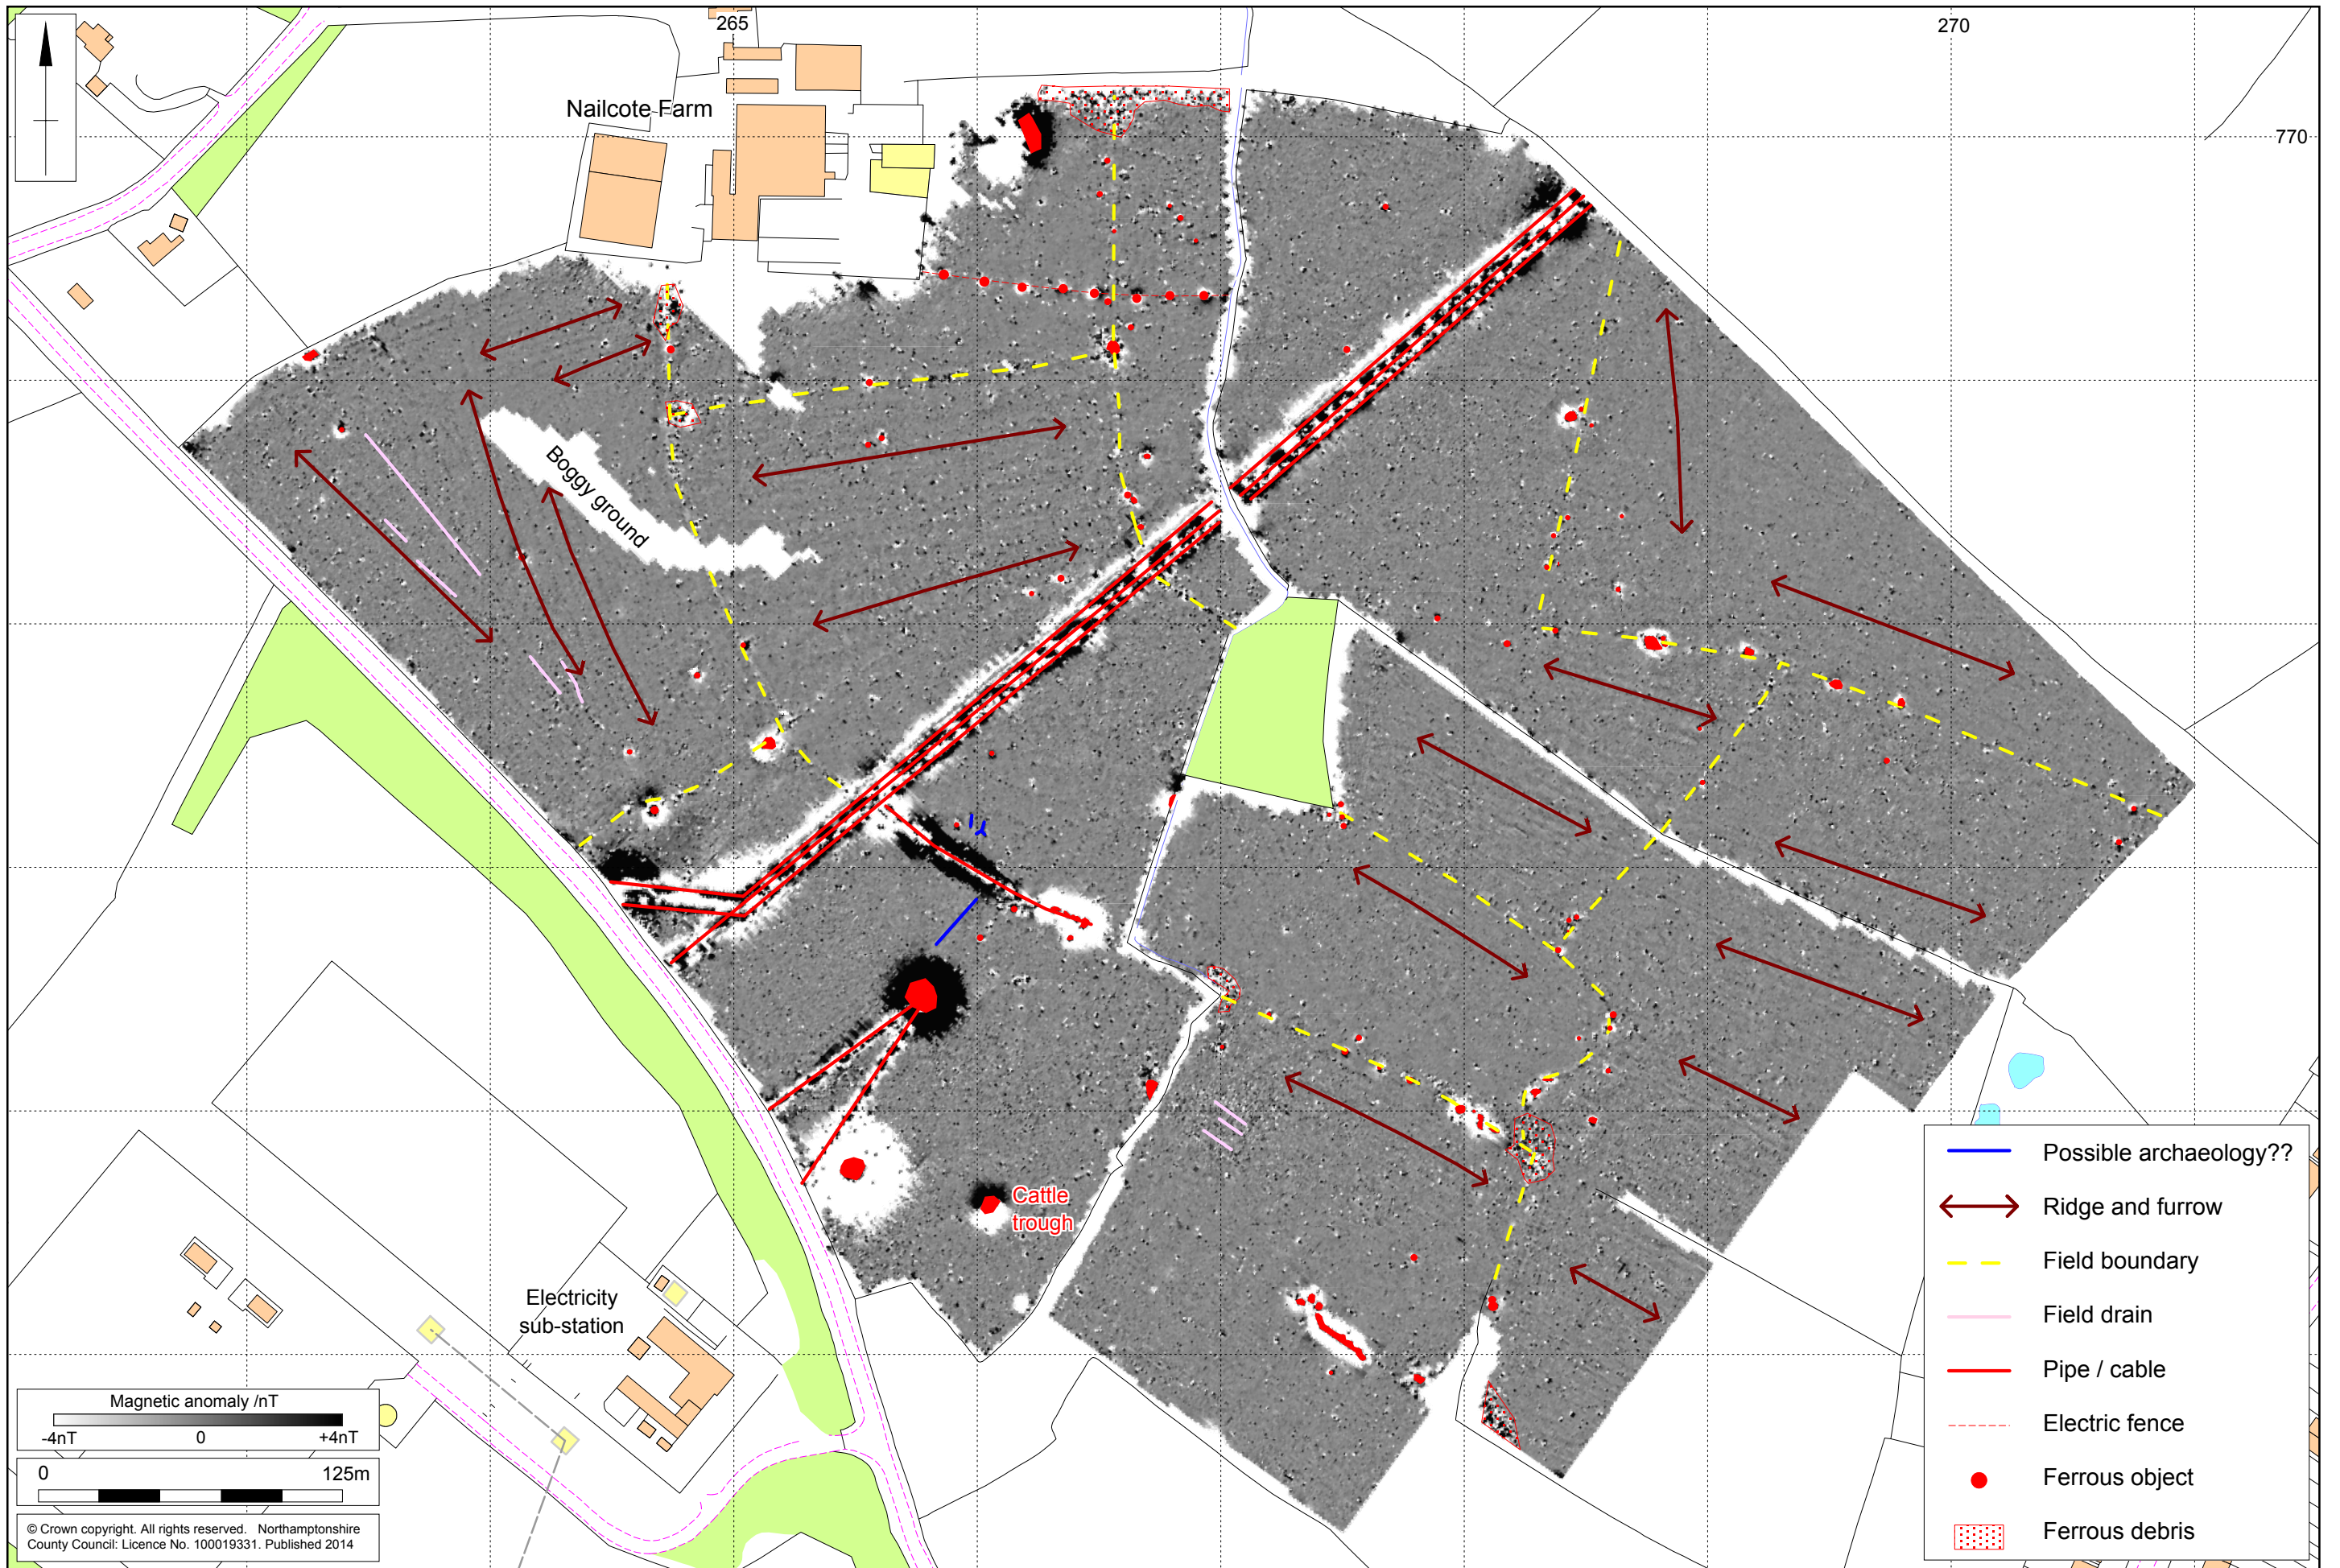 265
270
770
Nailcote Farm
Boggy ground
Cattle
trough
Electricity
sub-station
Magnetic anomaly /nT
-4nT 0 +4nT
0 125m
© Crown copyright. All rights reserved. Northamptonshire
County Council: Licence No. 100019331. Published 2014
Possible archaeology??
Ridge and furrow
Field boundary
Field drain
Pipe / cable
Electric fence
Ferrous object
Ferrous debris